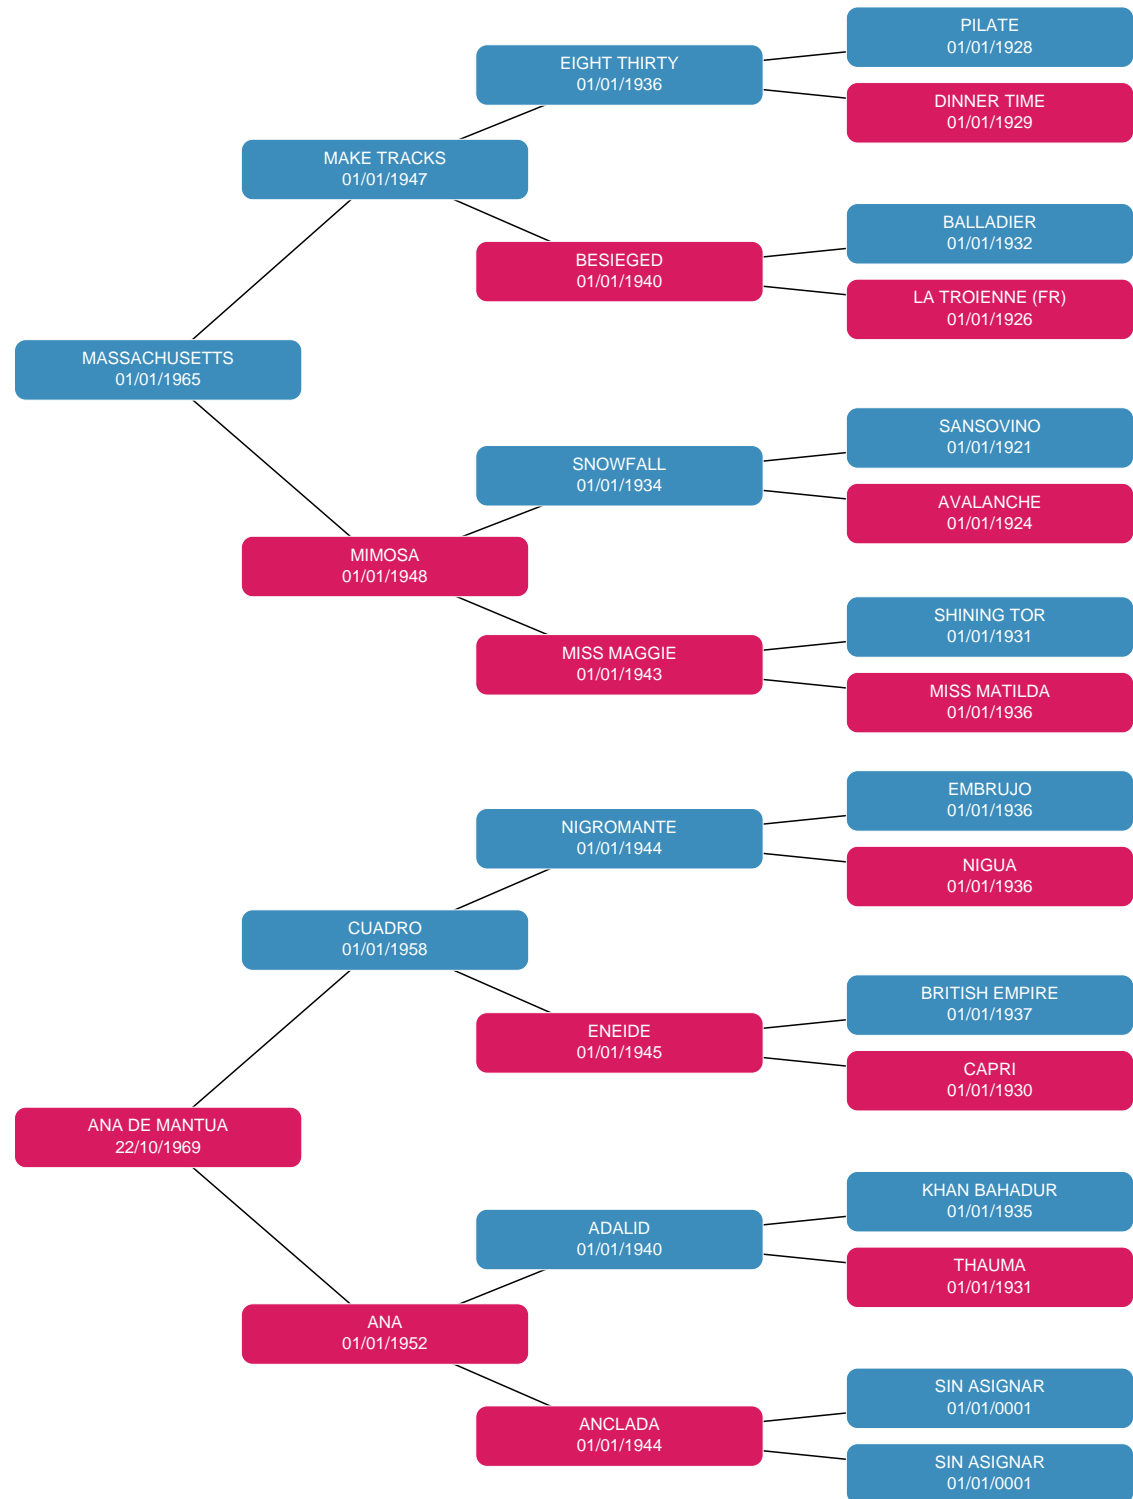 PILATE
01/01/1928
EIGHT THIRTY
01/01/1936
DINNER TIME
01/01/1929
MAKE TRACKS
01/01/1947
BALLADIER
01/01/1932
BESIEGED
01/01/1940
LA TROIENNE (FR)
01/01/1926
MASSACHUSETTS
01/01/1965
SANSOVINO
01/01/1921
SNOWFALL
01/01/1934
AVALANCHE
01/01/1924
MIMOSA
01/01/1948
SHINING TOR
01/01/1931
MISS MAGGIE
01/01/1943
MISS MATILDA
01/01/1936
EMBRUJO
01/01/1936
NIGROMANTE
01/01/1944
NIGUA
01/01/1936
CUADRO
01/01/1958
BRITISH EMPIRE
01/01/1937
ENEIDE
01/01/1945
CAPRI
01/01/1930
ANA DE MANTUA
22/10/1969
KHAN BAHADUR
01/01/1935
ADALID
01/01/1940
THAUMA
01/01/1931
ANA
01/01/1952
SIN ASIGNAR
01/01/0001
ANCLADA
01/01/1944
SIN ASIGNAR
01/01/0001